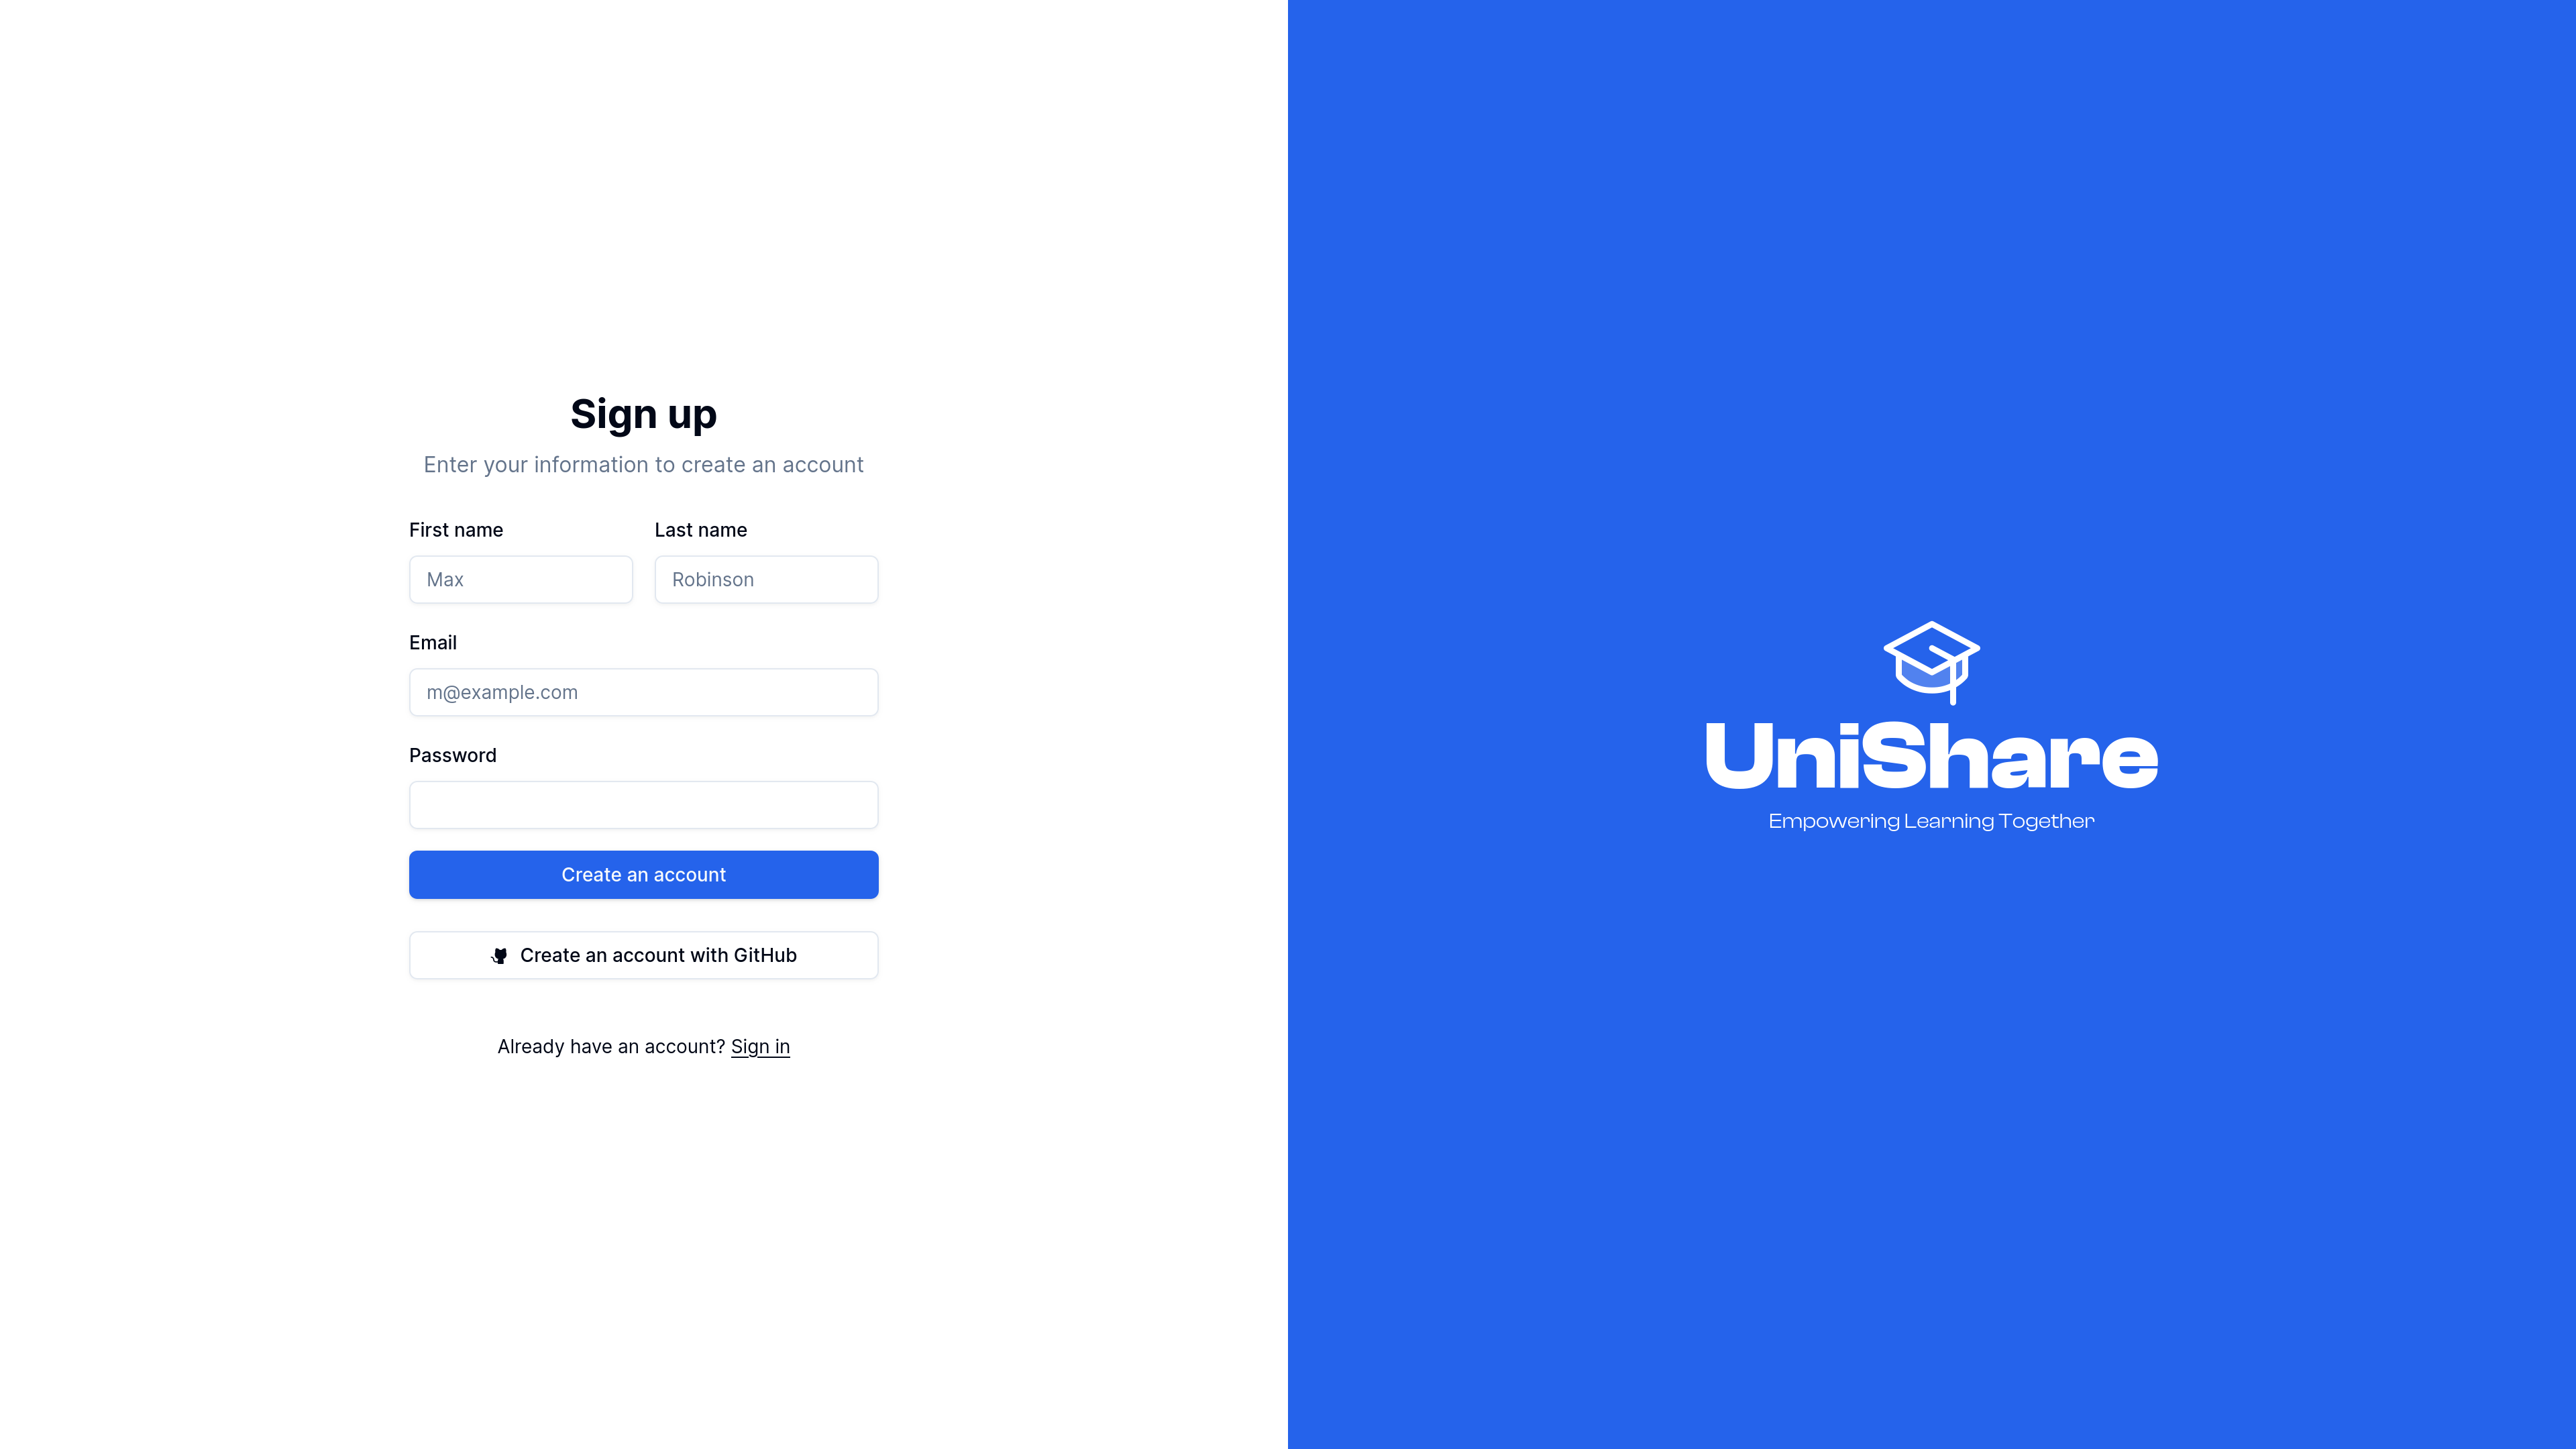 Sign up
Enter your information to create an account
First name
Last name
Max
Robinson
Email
m@example.com
Password
Create an account
Create an account with GitHub
Already have an account? Sign in
UniShare
Empowering Learning Together